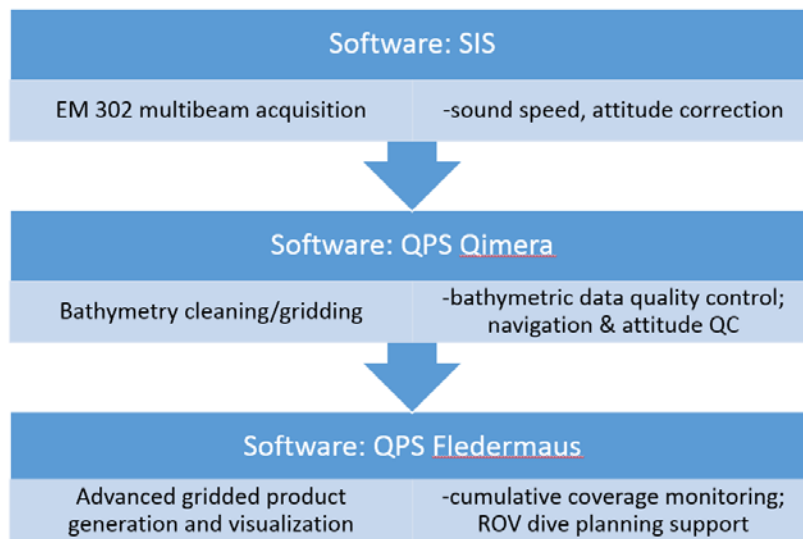 Software: SIS
EM 302 multibeam acquisition
-sound speed, attitude correction
Software: QPS Qimera
Bathymetry cleaning/gridding
-bathymetric data quality control;
navigation & attitude QC
Software: QPS Fledermaus
Advanced gridded product
generation and visualization
-cumulative coverage monitoring;
ROV dive planning support